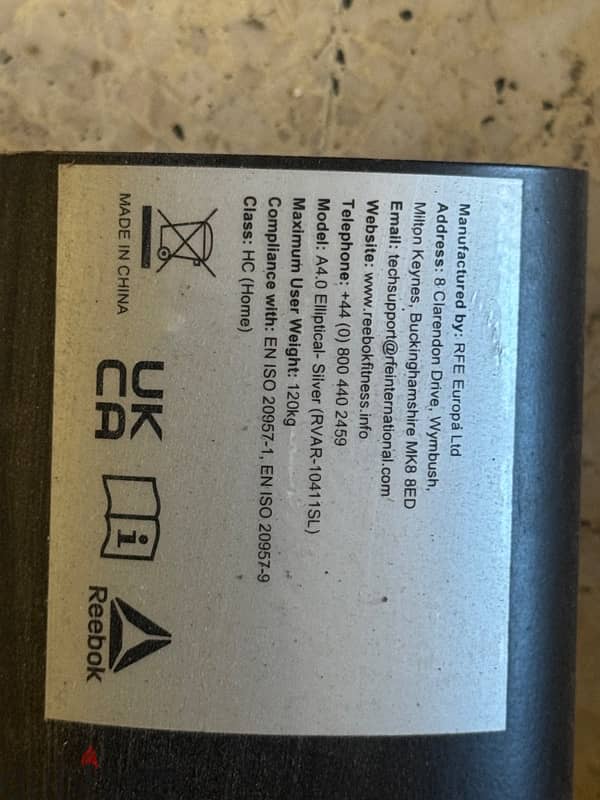 Manufactured by: RFE Europa Ltd
Address: 8 Clarendon Drive, Wymbush,
Milton Keynes, Buckinghamshire MK8 8ED
Email: techsupport@rfeinternational.com
Website: www.reebokfitness.info
Telephone: +44 (0) 800 440 2459
Model: A4.0 Elliptical- Silver (RVAR-10411SL)
Maximum User Weight: 120kg
Compliance with: EN ISO 20957-1, EN ISO 20957-9
Class: HC (Home)
MADE IN CHINA
UK
CA
i
Reebok